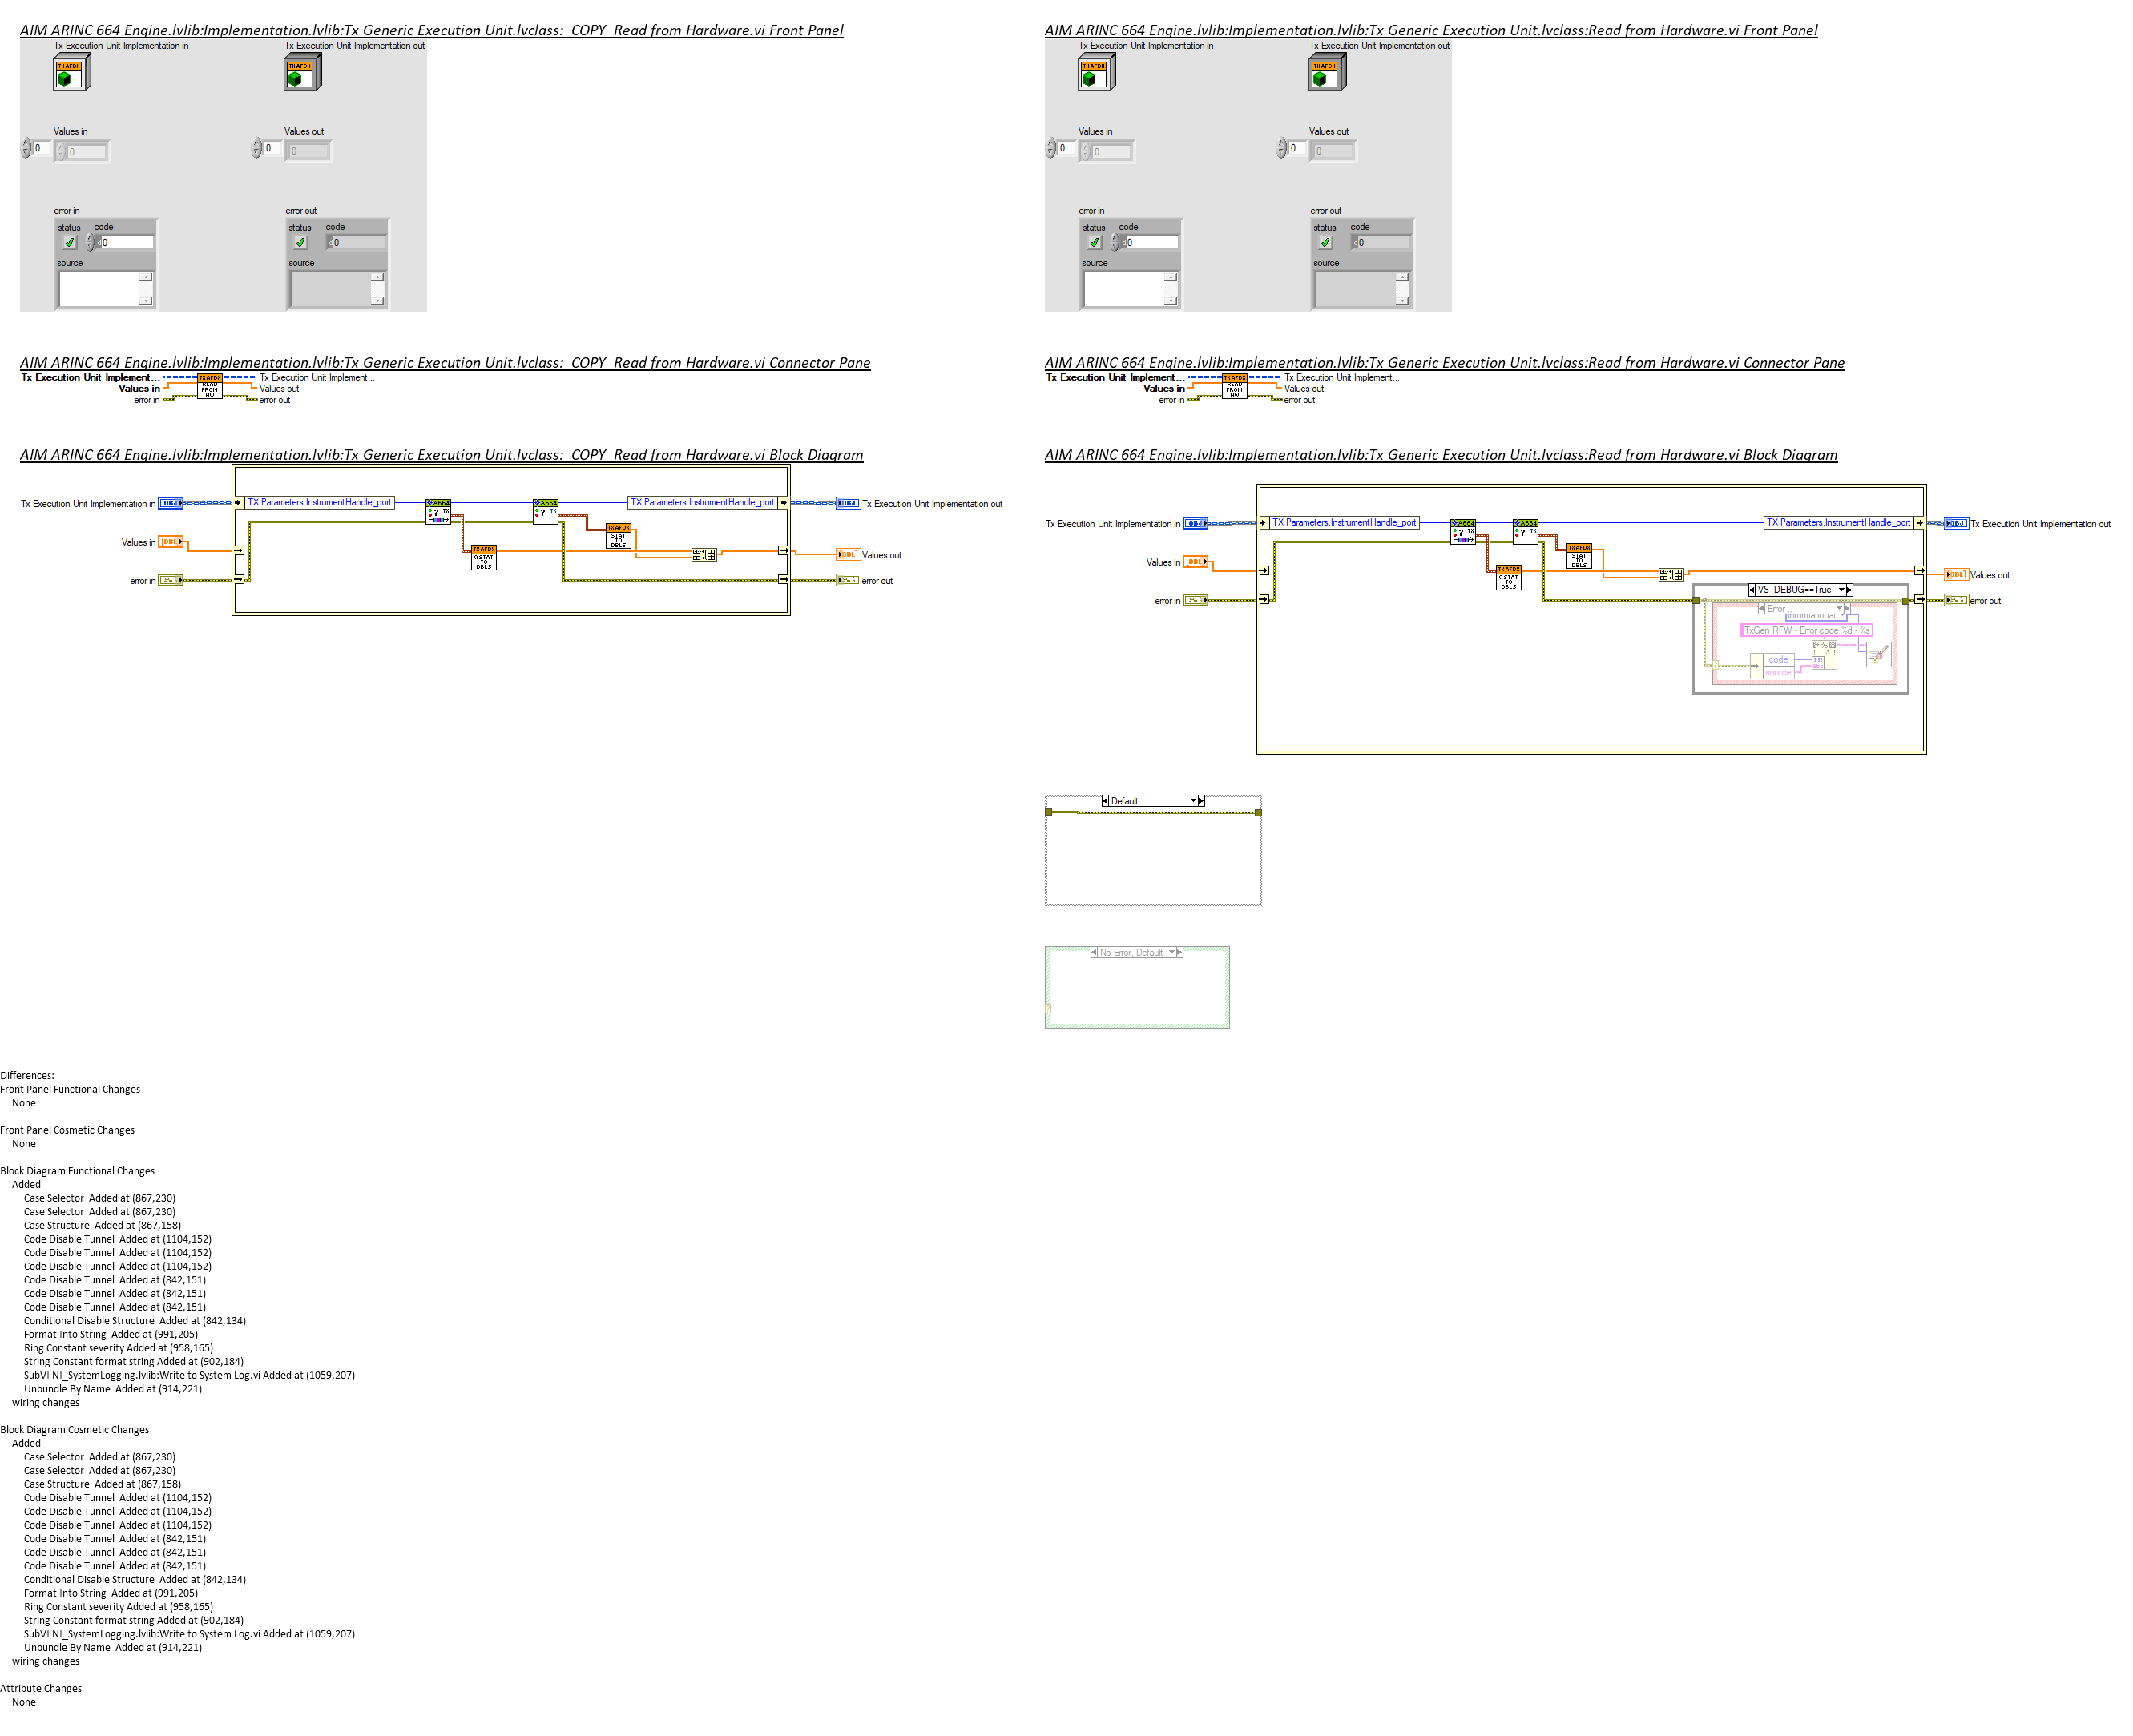 AIM ARINC 664 Engine.lvlib:Implementation.lvlib:Tx Generic Execution Unit.lvclass:  COPY  Read from Hardware.vi Front Panel
Tx Execution Unit Implementation in
Tx Execution Unit Implementation out
TX AFDX
TX AFDX
Values in
Values out
0
0
0
0
error in
error out
status
code
status
code
d0
d0
source
source
AIM ARINC 664 Engine.lvlib:Implementation.lvlib:Tx Generic Execution Unit.lvclass:Read from Hardware.vi Front Panel
Tx Execution Unit Implementation in
Tx Execution Unit Implementation out
TX AFDX
TX AFDX
Values in
Values out
0
0
0
0
error in
error out
status
code
status
code
d0
d0
source
source
AIM ARINC 664 Engine.lvlib:Implementation.lvlib:Tx Generic Execution Unit.lvclass:  COPY  Read from Hardware.vi Connector Pane
Tx Execution Unit Implement...
TX AFDX
Tx Execution Unit Implement...
Values in
READ
FROM
HW
Values out
error in
error out
AIM ARINC 664 Engine.lvlib:Implementation.lvlib:Tx Generic Execution Unit.lvclass:Read from Hardware.vi Connector Pane
Tx Execution Unit Implement...
TX AFDX
Tx Execution Unit Implement...
Values in
READ
FROM
HW
Values out
error in
error out
AIM ARINC 664 Engine.lvlib:Implementation.lvlib:Tx Generic Execution Unit.lvclass:  COPY  Read from Hardware.vi Block Diagram
Tx Execution Unit Implementation in
OBJ
TX Parameters.InstrumentHandle_port
A664
? TX
A664
? TX
TX Parameters.InstrumentHandle_port
OBJ
Tx Execution Unit Implementation out
TX AFDX
STAT
TO
DBLS
Values in
DBL
TX AFDX
Q STAT
TO
DBLS
DBL
Values out
error in
error out
AIM ARINC 664 Engine.lvlib:Implementation.lvlib:Tx Generic Execution Unit.lvclass:Read from Hardware.vi Block Diagram
Tx Execution Unit Implementation in
OBJ
TX Parameters.InstrumentHandle_port
A664
? TX
A664
? TX
TX Parameters.InstrumentHandle_port
OBJ
Tx Execution Unit Implementation out
TX AFDX
STAT
TO
DBLS
Values in
DBL
TX AFDX
Q STAT
TO
DBLS
DBL
Values out
VS_DEBUG==True
error in
error out
Error
Informational
TxGen RFW - Error code %d - %s
code
source
Default
No Error, Default
Differences:
Front Panel Functional Changes
None
Front Panel Cosmetic Changes
None
Block Diagram Functional Changes
Added
Case Selector  Added at (867,230)
Case Selector  Added at (867,230)
Case Structure  Added at (867,158)
Code Disable Tunnel  Added at (1104,152)
Code Disable Tunnel  Added at (1104,152)
Code Disable Tunnel  Added at (1104,152)
Code Disable Tunnel  Added at (842,151)
Code Disable Tunnel  Added at (842,151)
Code Disable Tunnel  Added at (842,151)
Conditional Disable Structure  Added at (842,134)
Format Into String  Added at (991,205)
Ring Constant severity Added at (958,165)
String Constant format string Added at (902,184)
SubVI NI_SystemLogging.lvlib:Write to System Log.vi Added at (1059,207)
Unbundle By Name  Added at (914,221)
wiring changes
Block Diagram Cosmetic Changes
Added
Case Selector  Added at (867,230)
Case Selector  Added at (867,230)
Case Structure  Added at (867,158)
Code Disable Tunnel  Added at (1104,152)
Code Disable Tunnel  Added at (1104,152)
Code Disable Tunnel  Added at (1104,152)
Code Disable Tunnel  Added at (842,151)
Code Disable Tunnel  Added at (842,151)
Code Disable Tunnel  Added at (842,151)
Conditional Disable Structure  Added at (842,134)
Format Into String  Added at (991,205)
Ring Constant severity Added at (958,165)
String Constant format string Added at (902,184)
SubVI NI_SystemLogging.lvlib:Write to System Log.vi Added at (1059,207)
Unbundle By Name  Added at (914,221)
wiring changes
Attribute Changes
None